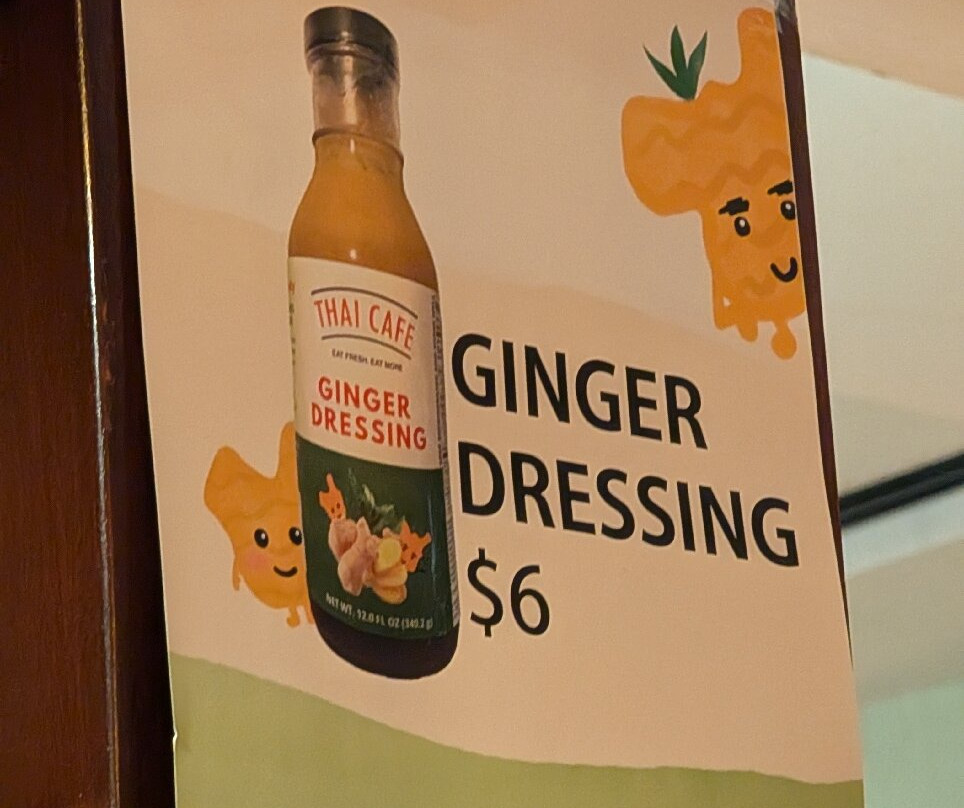 THAI CAFE
EAT FRESH. EAT MORE
GINGER
DRESSING
NET WT. 12.0 FL OZ (340.2 g)
GINGER
DRESSING
$6